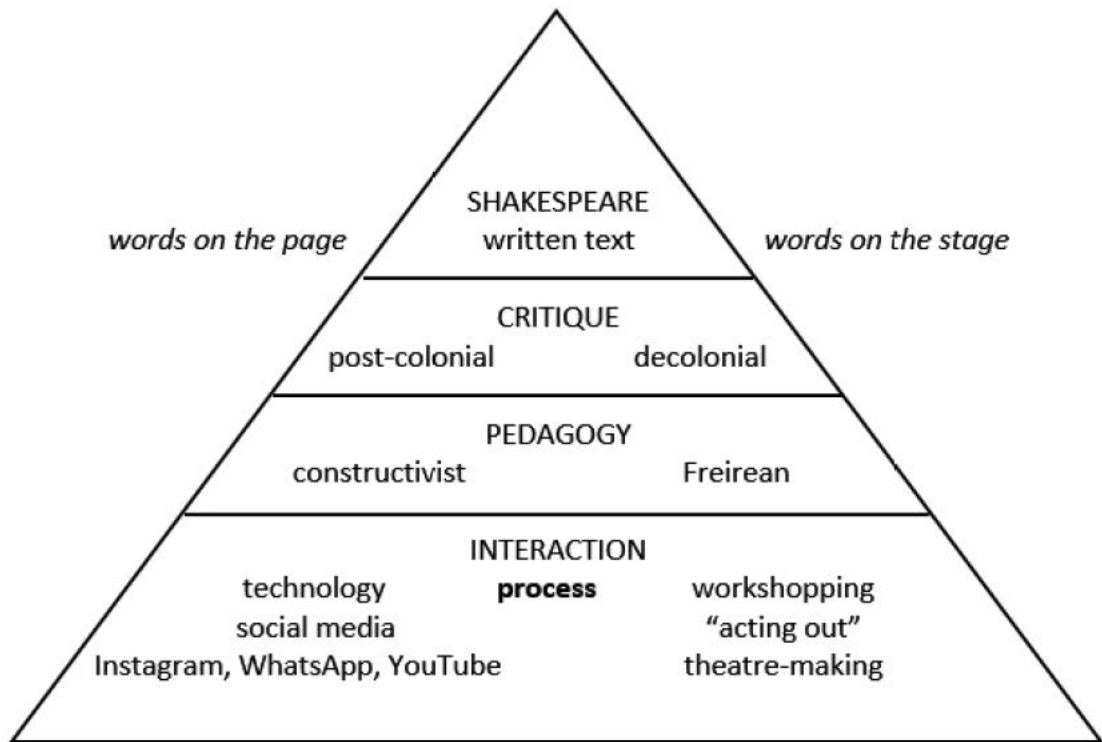 SHAKESPEARE
words on the page written text words on the stage
CRITIQUE
post-colonial decolonial
PEDAGOGY
constructivist Freirean
INTERACTION
technology process workshopping
social media “acting out”
Instagram, WhatsApp, YouTube theatre-making